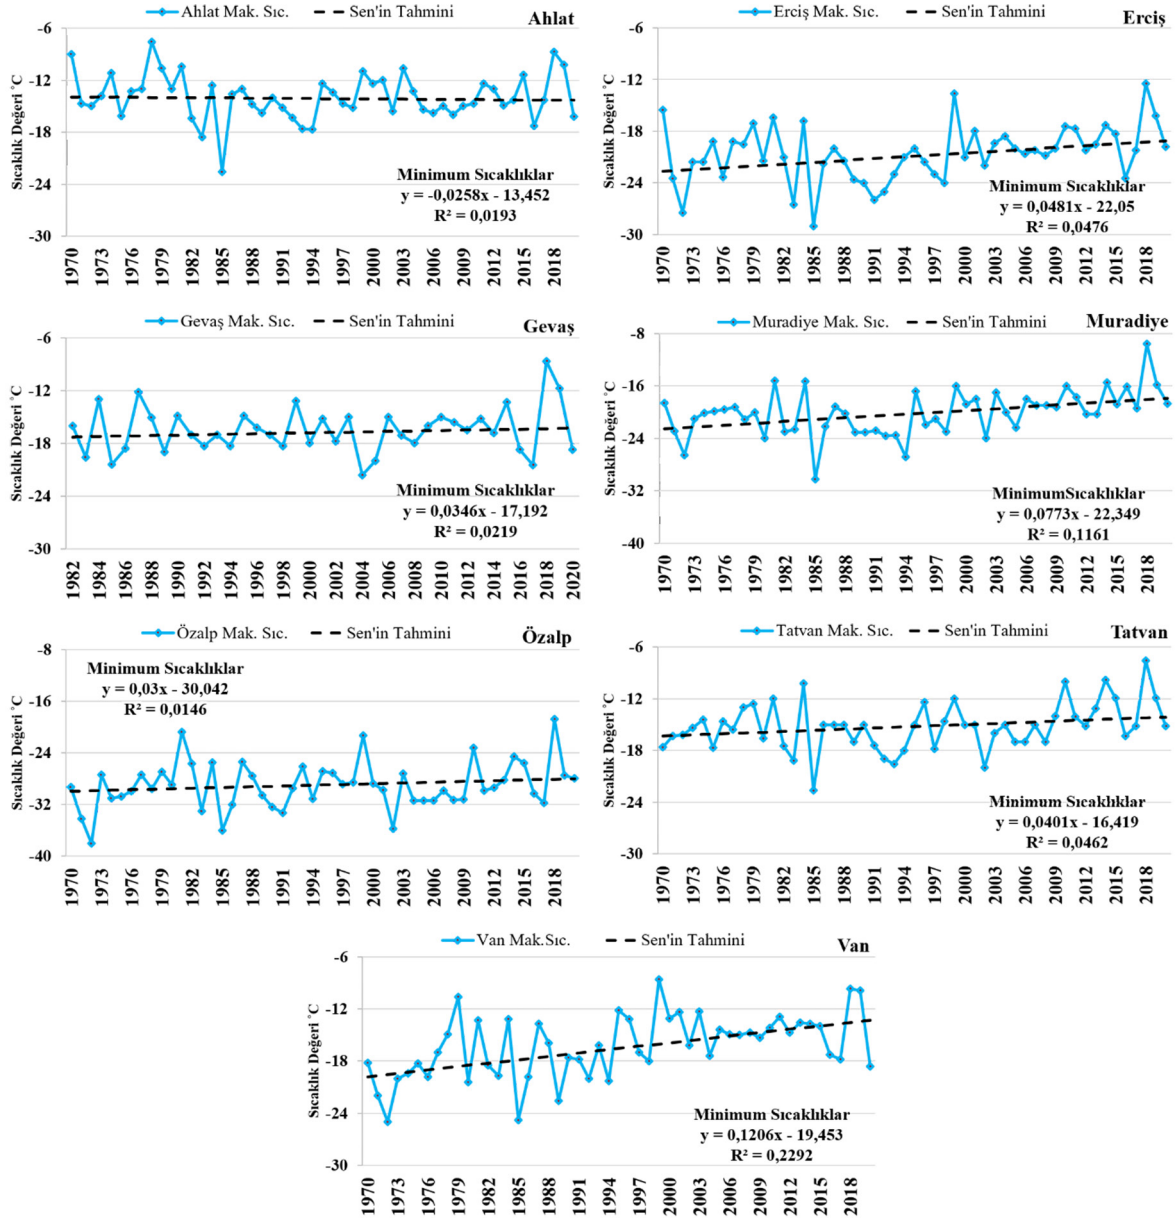 Ahlat Mak. Sıc. Sen'in Tahmini
Ahlat
Sıcaklık Değeri °C
-6
-12
-18
-24
-30
Minimum Sıcaklıklar
y = -0,0258x - 13,452
R² = 0,0193
1970 1973 1976 1979 1982 1985 1988 1991 1994 1997 2000 2003 2006 2009 2012 2015 2018
Erciş Mak. Sıc. Sen'in Tahmini
Erciş
Sıcaklık Değeri °C
-6
-12
-18
-24
-30
Minimum Sıcaklıklar
y = 0,0481x - 22,05
R² = 0,0476
1970 1973 1976 1979 1982 1985 1988 1991 1994 1997 2000 2003 2006 2009 2012 2015 2018
Gevaş Mak. Sıc. Sen'in Tahmini
Gevaş
Sıcaklık Değeri °C
-6
-12
-18
-24
-30
Minimum Sıcaklıklar
y = 0,0346x - 17,192
R² = 0,0219
1982 1984 1986 1988 1990 1992 1994 1996 1998 2000 2002 2004 2006 2008 2010 2012 2014 2016 2018 2020
Muradiye Mak. Sıc. Sen'in Tahmini
Muradiye
Sıcaklık Değeri °C
-8
-16
-24
-32
-40
MinimumSıcaklıklar
y = 0,0773x - 22,349
R² = 0,1161
1970 1973 1976 1979 1982 1985 1988 1991 1994 1997 2000 2003 2006 2009 2012 2015 2018
Özalp Mak. Sıc. Sen'in Tahmini
Özalp
Sıcaklık Değeri °C
-8
-16
-24
-32
-40
Minimum Sıcaklıklar
y = 0,03x - 30,042
R² = 0,0146
1970 1973 1976 1979 1982 1985 1988 1991 1994 1997 2000 2003 2006 2009 2012 2015 2018
Tatvan Mak. Sıc. Sen'in Tahmini
Tatvan
Sıcaklık Değeri °C
-6
-12
-18
-24
-30
Minimum Sıcaklıklar
y = 0,0401x - 16,419
R² = 0,0462
1970 1973 1976 1979 1982 1985 1988 1991 1994 1997 2000 2003 2006 2009 2012 2015 2018
Van Mak.Sıc. Sen'in Tahmini
Van
Sıcaklık Değeri °C
-6
-12
-18
-24
-30
Minimum Sıcaklıklar
y = 0,1206x - 19,453
R² = 0,2292
1970 1973 1976 1979 1982 1985 1988 1991 1994 1997 2000 2003 2006 2009 2012 2015 2018